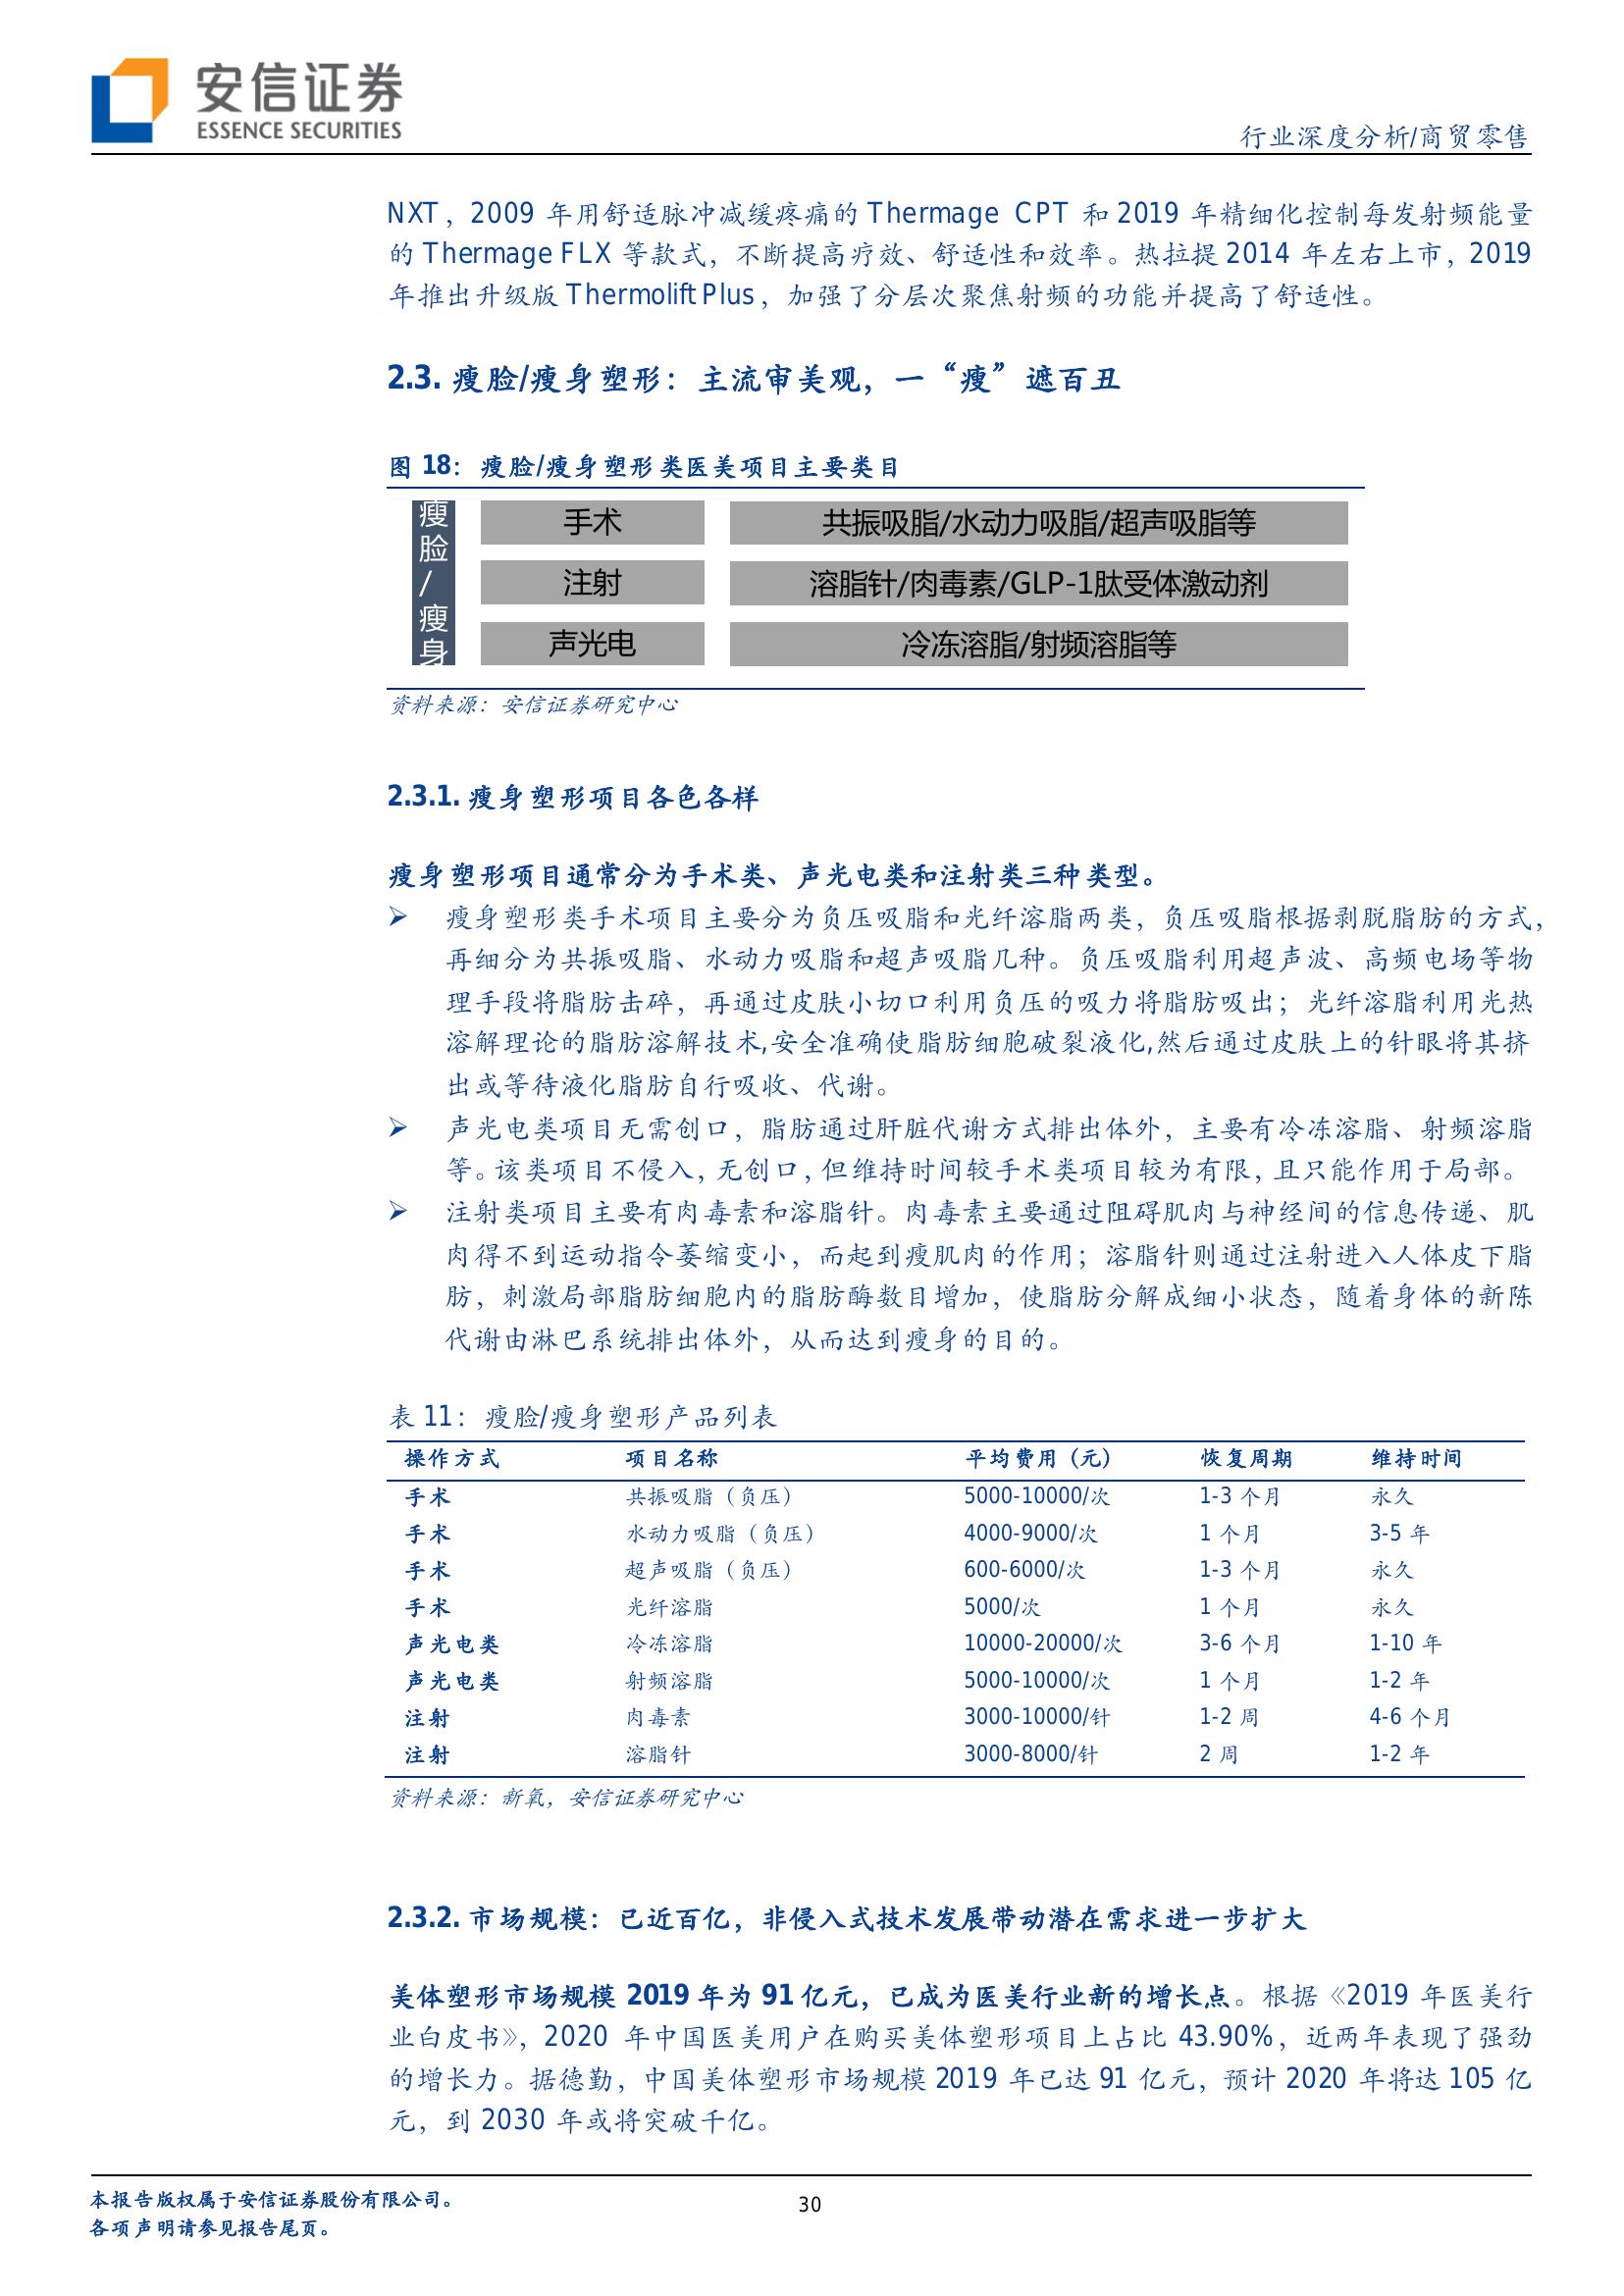 安信证券
ESSENCE SECURITIES
行业深度分析/商贸零售
NXT，2009 年用舒适脉冲减缓疼痛的 Thermage CPT 和 2019 年精细化控制每发射频能量
的 Thermage FLX 等款式，不断提高疗效、舒适性和效率。热拉提 2014 年左右上市，2019
年推出升级版 Thermolift Plus，加强了分层次聚焦射频的功能并提高了舒适性。
2.3. 瘦脸/瘦身塑形：主流审美观，一“瘦”遮百丑
图 18：瘦脸/瘦身塑形类医美项目主要类目
瘦脸/瘦身
手术 共振吸脂/水动力吸脂/超声吸脂等
注射 溶脂针/肉毒素/GLP-1肽受体激动剂
声光电 冷冻溶脂/射频溶脂等
资料来源：安信证券研究中心
2.3.1. 瘦身塑形项目各色各样
瘦身塑形项目通常分为手术类、声光电类和注射类三种类型。
➢ 瘦身塑形类手术项目主要分为负压吸脂和光纤溶脂两类，负压吸脂根据剥脱脂肪的方式，
再细分为共振吸脂、水动力吸脂和超声吸脂几种。负压吸脂利用超声波、高频电场等物
理手段将脂肪击碎，再通过皮肤小切口利用负压的吸力将脂肪吸出；光纤溶脂利用光热
溶解理论的脂肪溶解技术,安全准确使脂肪细胞破裂液化,然后通过皮肤上的针眼将其挤
出或等待液化脂肪自行吸收、代谢。
➢ 声光电类项目无需创口，脂肪通过肝脏代谢方式排出体外，主要有冷冻溶脂、射频溶脂
等。该类项目不侵入，无创口，但维持时间较手术类项目较为有限，且只能作用于局部。
➢ 注射类项目主要有肉毒素和溶脂针。肉毒素主要通过阻碍肌肉与神经间的信息传递、肌
肉得不到运动指令萎缩变小，而起到瘦肌肉的作用；溶脂针则通过注射进入人体皮下脂
肪，刺激局部脂肪细胞内的脂肪酶数目增加，使脂肪分解成细小状态，随着身体的新陈
代谢由淋巴系统排出体外，从而达到瘦身的目的。
表 11：瘦脸/瘦身塑形产品列表
操作方式 项目名称 平均费用（元） 恢复周期 维持时间
手术 共振吸脂（负压） 5000-10000/次 1-3 个月 永久
手术 水动力吸脂（负压） 4000-9000/次 1 个月 3-5 年
手术 超声吸脂（负压） 600-6000/次 1-3 个月 永久
手术 光纤溶脂 5000/次 1 个月 永久
声光电类 冷冻溶脂 10000-20000/次 3-6 个月 1-10 年
声光电类 射频溶脂 5000-10000/次 1 个月 1-2 年
注射 肉毒素 3000-10000/针 1-2 周 4-6 个月
注射 溶脂针 3000-8000/针 2 周 1-2 年
资料来源：新氧，安信证券研究中心
2.3.2. 市场规模：已近百亿，非侵入式技术发展带动潜在需求进一步扩大
美体塑形市场规模 2019 年为 91 亿元，已成为医美行业新的增长点。根据《2019 年医美行
业白皮书》，2020 年中国医美用户在购买美体塑形项目上占比 43.90%，近两年表现了强劲
的增长力。据德勤，中国美体塑形市场规模 2019 年已达 91 亿元，预计 2020 年将达 105 亿
元，到 2030 年或将突破千亿。
本报告版权属于安信证券股份有限公司。
各项声明请参见报告尾页。
30